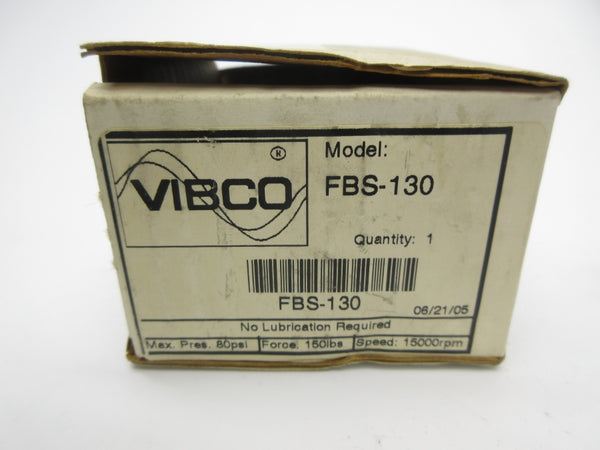 VIBCO ®
Model:
FBS-130
Quantity: 1
FBS-130
06/21/05
No Lubrication Required
Max. Pres. 80psi Force: 150lbs Speed: 15000rpm